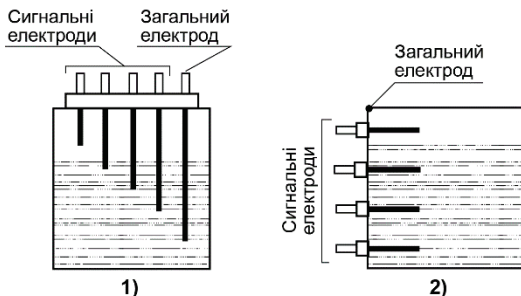 Сигнальні
електроди
Загальний
електрод
Загальний
електрод
Сигнальні
електроди
1)
2)